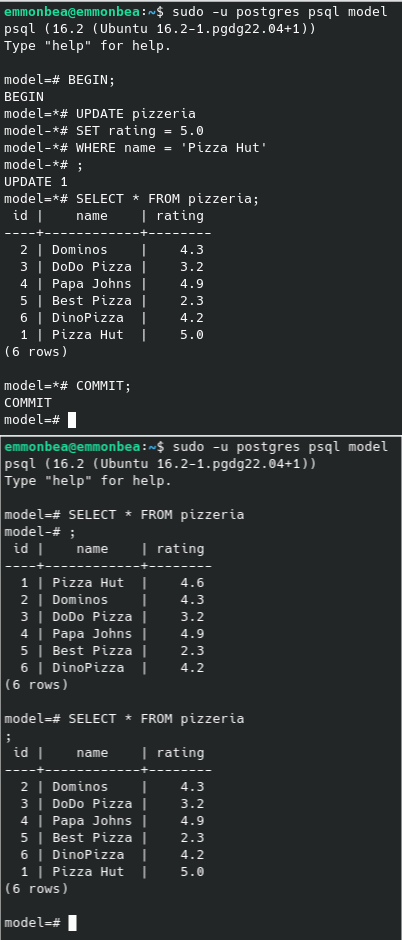 emmonbea@emmonbea:~$ sudo -u postgres psql model
psql (16.2 (Ubuntu 16.2-1.pgdg22.04+1))
Type "help" for help.

model=# BEGIN;
BEGIN
model=*# UPDATE pizzeria
model-*# SET rating = 5.0
model-*# WHERE name = 'Pizza Hut'
model-*# ;
UPDATE 1
model=*# SELECT * FROM pizzeria;
 id |    name    | rating
----+------------+--------
  2 | Dominos    |    4.3
  3 | DoDo Pizza |    3.2
  4 | Papa Johns |    4.9
  5 | Best Pizza |    2.3
  6 | DinoPizza  |    4.2
  1 | Pizza Hut  |    5.0
(6 rows)

model=*# COMMIT;
COMMIT
model=#
emmonbea@emmonbea:~$ sudo -u postgres psql model
psql (16.2 (Ubuntu 16.2-1.pgdg22.04+1))
Type "help" for help.

model=# SELECT * FROM pizzeria
model-# ;
 id |    name    | rating
----+------------+--------
  1 | Pizza Hut  |    4.6
  2 | Dominos    |    4.3
  3 | DoDo Pizza |    3.2
  4 | Papa Johns |    4.9
  5 | Best Pizza |    2.3
  6 | DinoPizza  |    4.2
(6 rows)

model=# SELECT * FROM pizzeria
;
 id |    name    | rating
----+------------+--------
  2 | Dominos    |    4.3
  3 | DoDo Pizza |    3.2
  4 | Papa Johns |    4.9
  5 | Best Pizza |    2.3
  6 | DinoPizza  |    4.2
  1 | Pizza Hut  |    5.0
(6 rows)

model=#